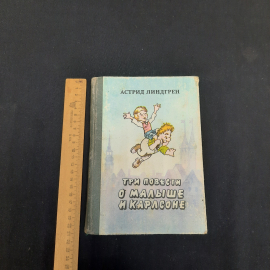 АСТРИД ЛИНДГРЕН
ТРИ ПОВЕСТИ
О МАЛЫШЕ
И КАРЛСОНЕ